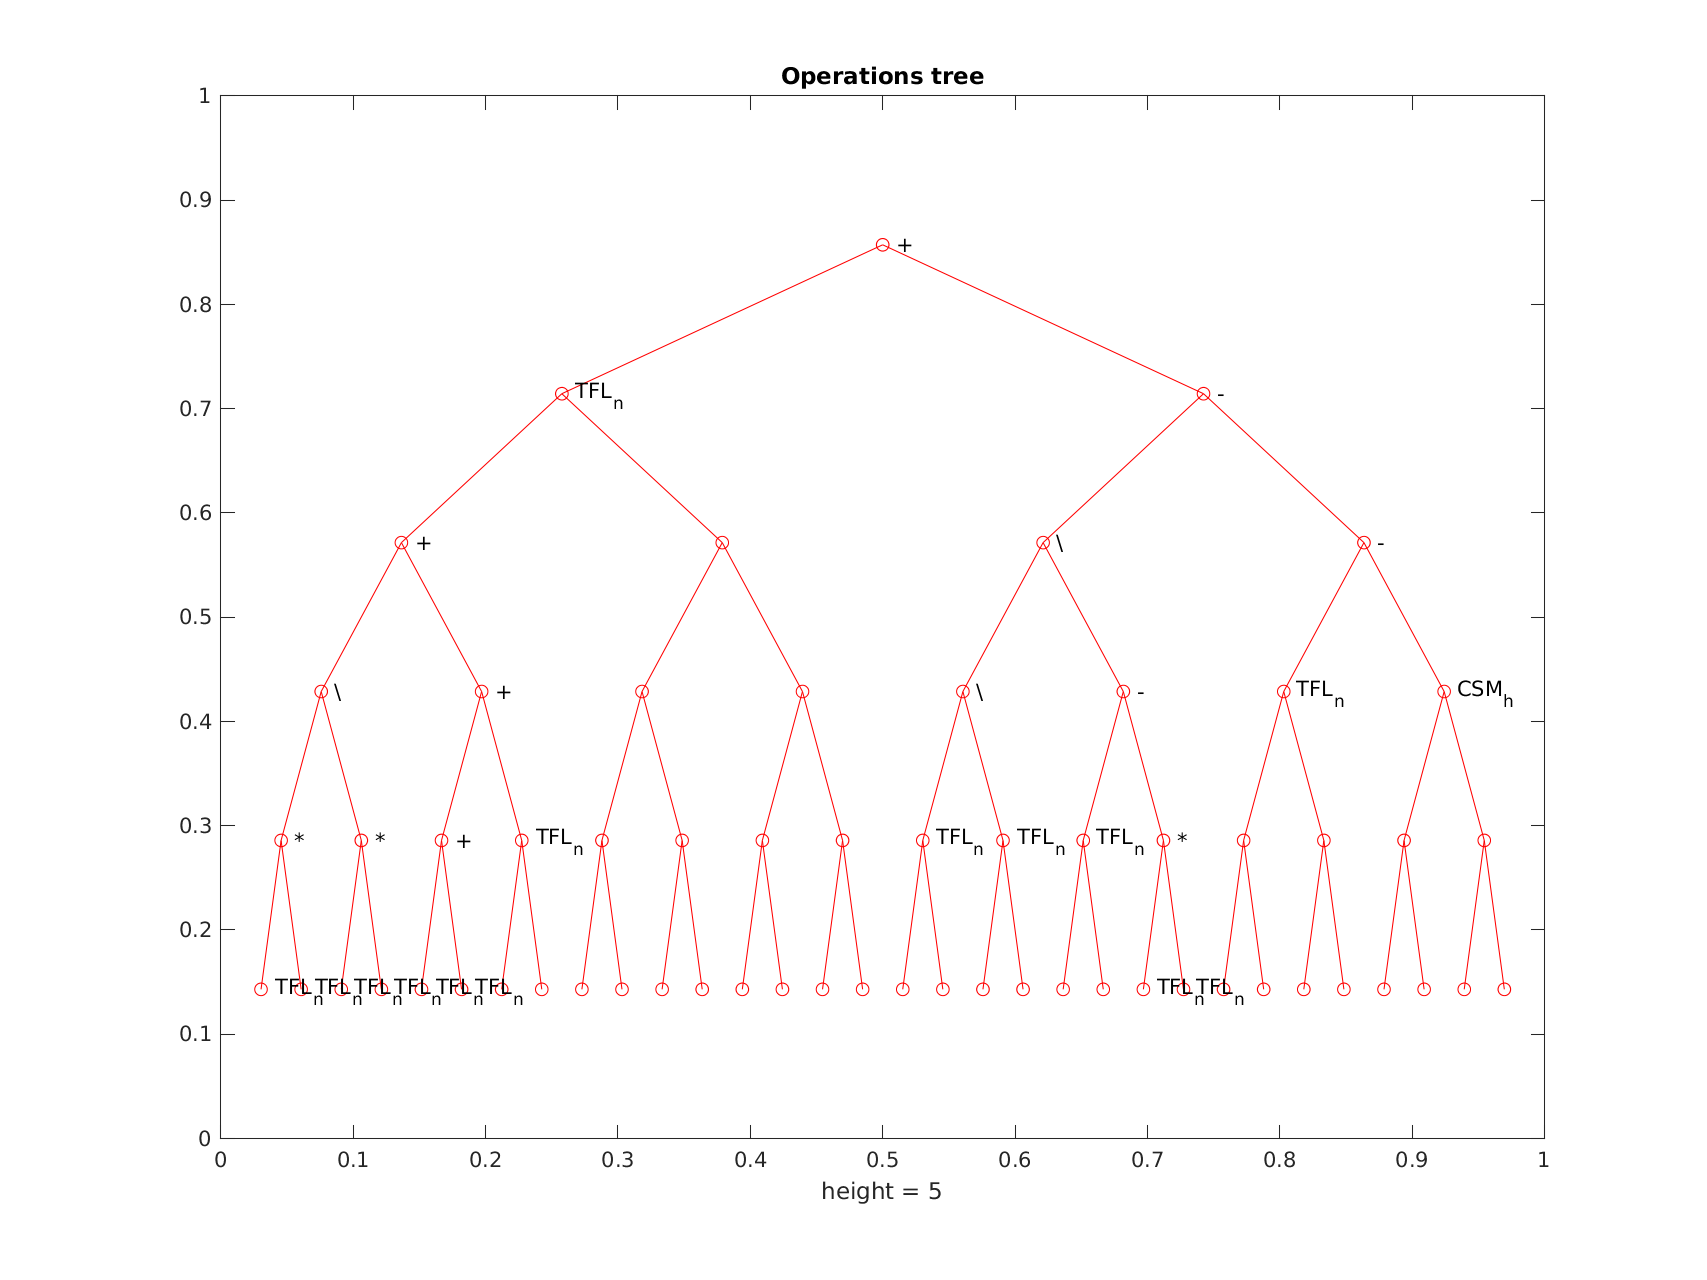 Operations tree
1
0.9
+
0.8
TFLn -
0.7
0.6
+ \ -
0.5
\ + \ - TFLn CSMh
0.4
0.3
* * + TFLn TFLn TFLn TFLn *
0.2
TFLn TFLn TFLn TFLn TFLn TFLn TFLn TFLn
0.1
0
0 0.1 0.2 0.3 0.4 0.5 0.6 0.7 0.8 0.9 1
height = 5